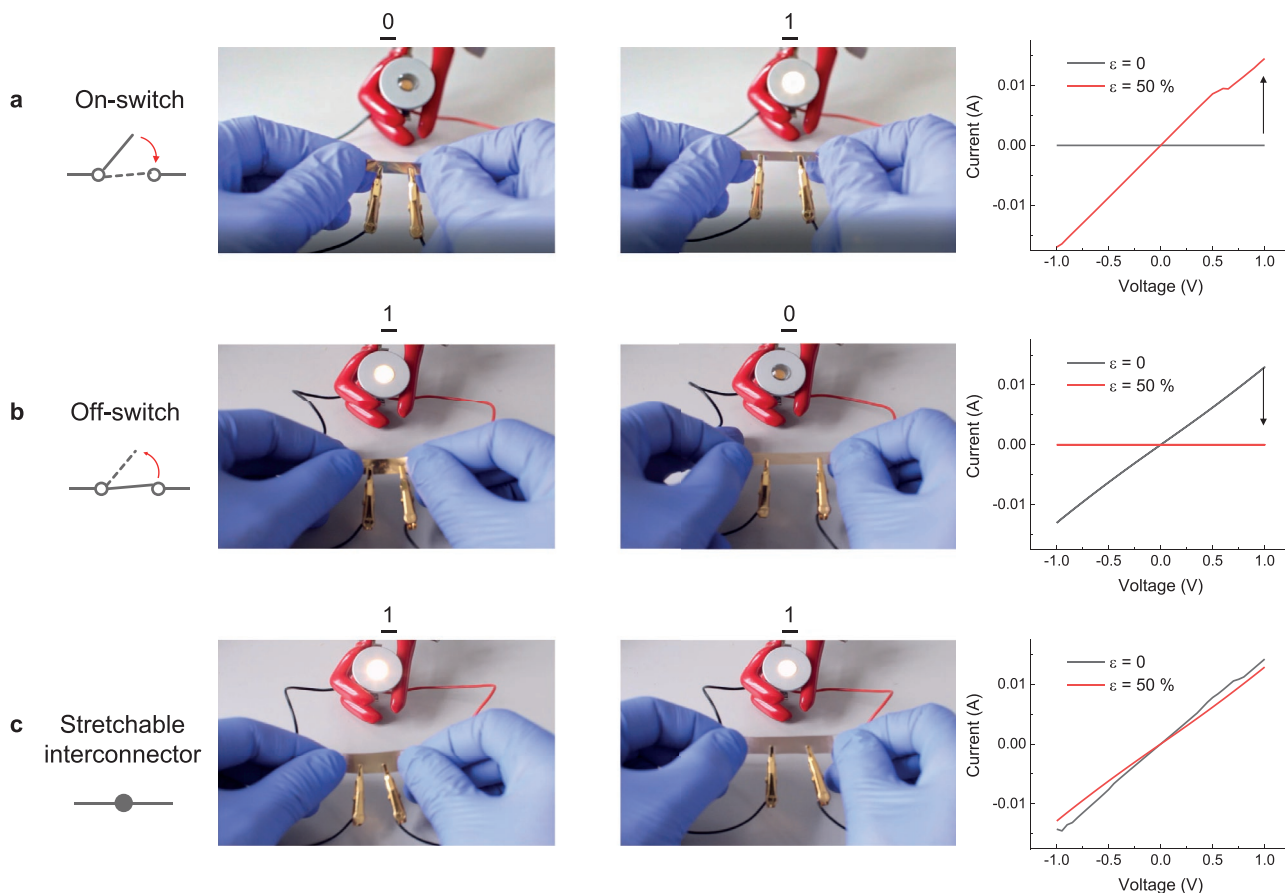 0
1
a
On-switch
ε = 0
ε = 50 %
0.01
0.00
-0.01
Current (A)
-1.0 -0.5 0.0 0.5 1.0
Voltage (V)
1
0
b
Off-switch
ε = 0
ε = 50 %
0.01
0.00
-0.01
Current (A)
-1.0 -0.5 0.0 0.5 1.0
Voltage (V)
1
1
c
Stretchable
interconnector
ε = 0
ε = 50 %
0.01
0.00
-0.01
Current (A)
-1.0 -0.5 0.0 0.5 1.0
Voltage (V)